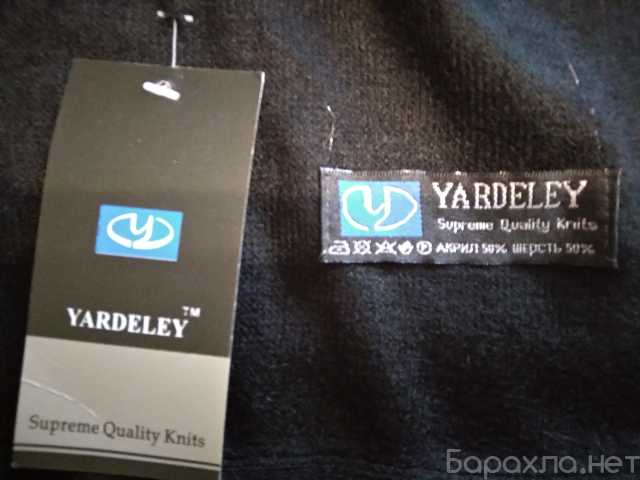 YARDELEY™
Supreme Quality Knits
YARDELEY
Supreme Quality Knits
АКРИЛ 50% ШЕРСТЬ 50%
Барахла.нет